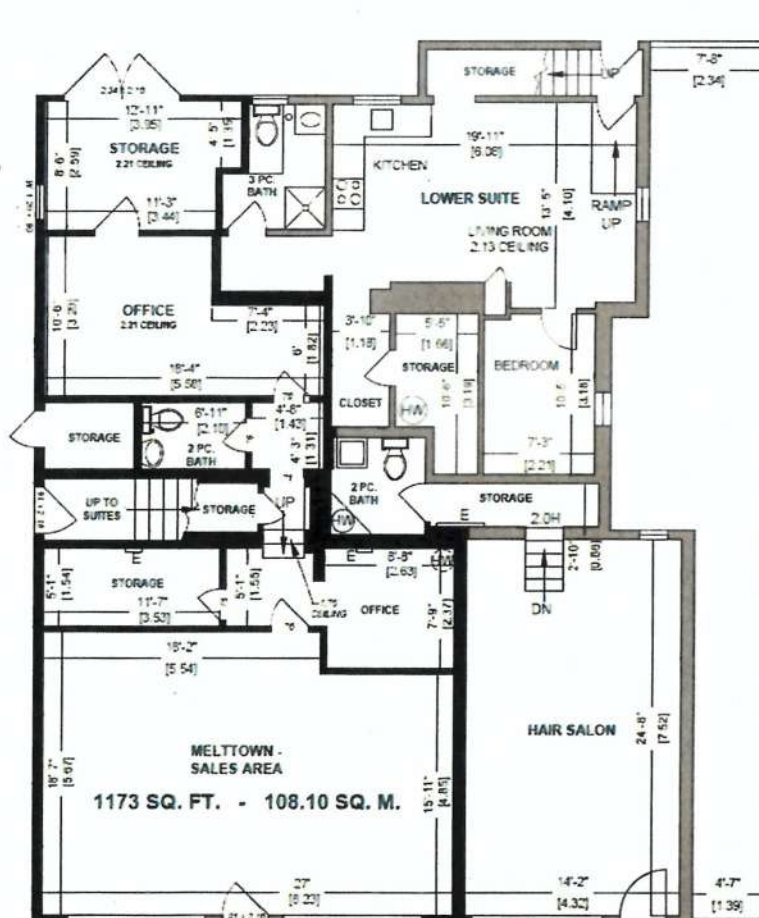 STORAGE
UP
7'-8"
[2.34]
12'-11"
[3.95]
STORAGE
2.21 CEILING
8'-6"
[2.59]
4'-5"
11'-3"
[3.44]
3 PC.
BATH
KITCHEN
19'-11"
[6.08]
LOWER SUITE
LIVING ROOM
2.13 CEILING
13'-5"
[4.10]
RAMP
UP
OFFICE
2.21 CEILING
10'-6"
7'-4"
[2.23]
6'
[1.82]
18'-4"
[5.58]
3'-10"
[1.18]
CLOSET
5'-5"
[1.66]
STORAGE
10'-6"
[3.19]
HW
BEDROOM
[3.18]
7'-3"
[2.21]
STORAGE
6'-11"
[2.10]
2 PC.
BATH
4'-8"
[1.43]
4'-3"
[1.31]
2 PC.
BATH
HW
STORAGE
E
2.0H
UP TO
SUITES
STORAGE
UP
E
STORAGE
5'-1"
[1.54]
11'-7"
[3.53]
5'-1"
[1.55]
CEILING
E
8'-8"
[2.63]
HW
OFFICE
7'-9"
[2.37]
2'-10"
DN
18'-2"
[5.54]
MELTTOWN -
SALES AREA
1173 SQ. FT. - 108.10 SQ. M.
18'-7"
[5.67]
15'-11"
[4.85]
27'
[8.23]
HAIR SALON
24'-8"
[7.52]
14'-2"
[4.32]
4'-7"
[1.39]